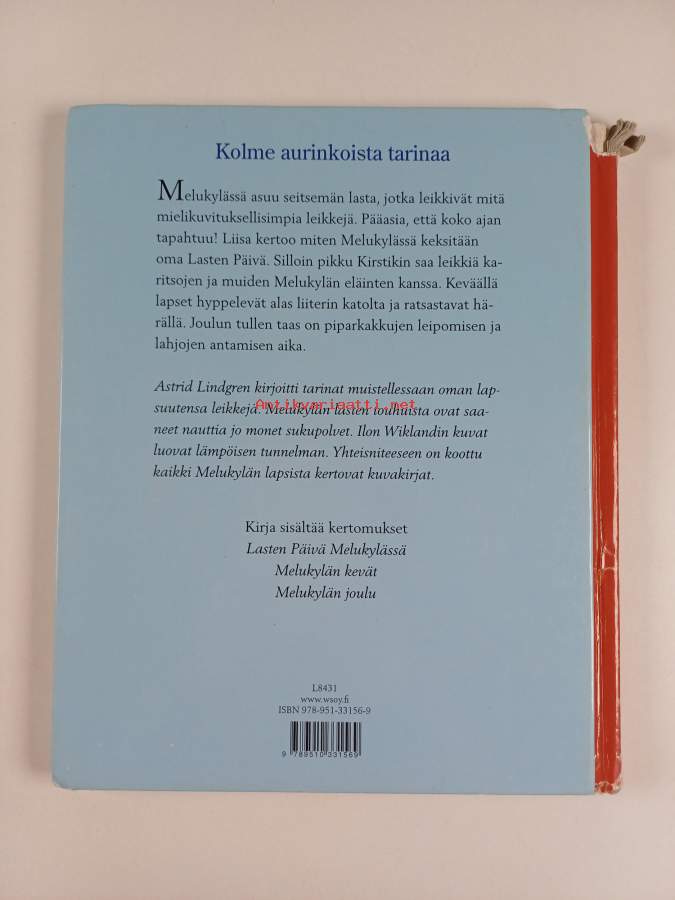 Kolme aurinkoista tarinaa
Melukylässä asuu seitsemän lasta, jotka leikkivät mitä
mielikuvituksellisimpia leikkejä. Pääasia, että koko ajan
tapahtuu! Liisa kertoo miten Melukylässä keksitään
oma Lasten Päivä. Silloin pikku Kirstikin saa leikkiä ka-
ritsojen ja muiden Melukylän eläinten kanssa. Keväällä
lapset hyppelevät alas liiterin katolta ja ratsastavat hä-
rällä. Joulun tullen taas on piparkakkujen leipomisen ja
lahjojen antamisen aika.
Astrid Lindgren kirjoitti tarinat muistellessaan oman lap-
suutensa leikkejä. Melukylän lasten touhuista ovat saa-
Antikvariaatti.net
neet nauttia jo monet sukupolvet. Ilon Wiklandin kuvat
luovat lämpöisen tunnelman. Yhteisniteeseen on koottu
kaikki Melukylän lapsista kertovat kuvakirjat.
Kirja sisältää kertomukset
Lasten Päivä Melukylässä
Melukylän kevät
Melukylän joulu
L8431
www.wsoy.fi
ISBN 978-951-33156-9
9 789510 331569